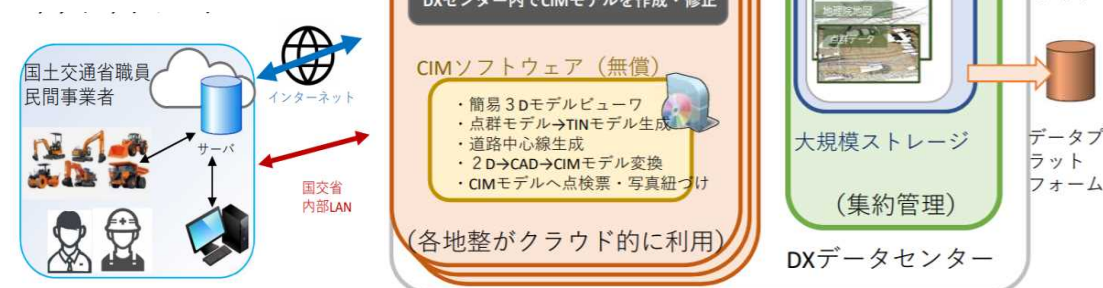 DXセンター内でCIMモデルを作成・修正
国土交通省職員
民間事業者
サーバ
インターネット
国交省
内部LAN
CIMソフトウェア（無償）
・簡易３Dモデルビューワ
・点群モデル→TINモデル生成
・道路中心線生成
・２D→CAD→CIMモデル変換
・CIMモデルへ点検票・写真紐づけ
（各地整がクラウド的に利用）
点群データ
大規模ストレージ
（集約管理）
DXデータセンター
データプ
ラット
フォーム